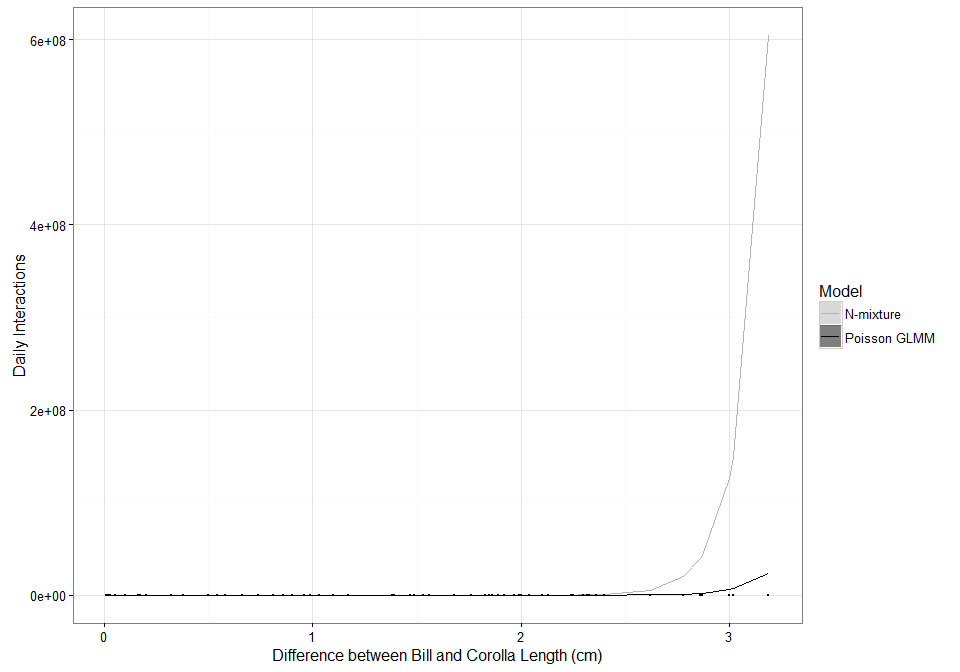 6e+08
4e+08
2e+08
0e+00
Daily Interactions
0 1 2 3
Difference between Bill and Corolla Length (cm)
Model
N-mixture
Poisson GLMM